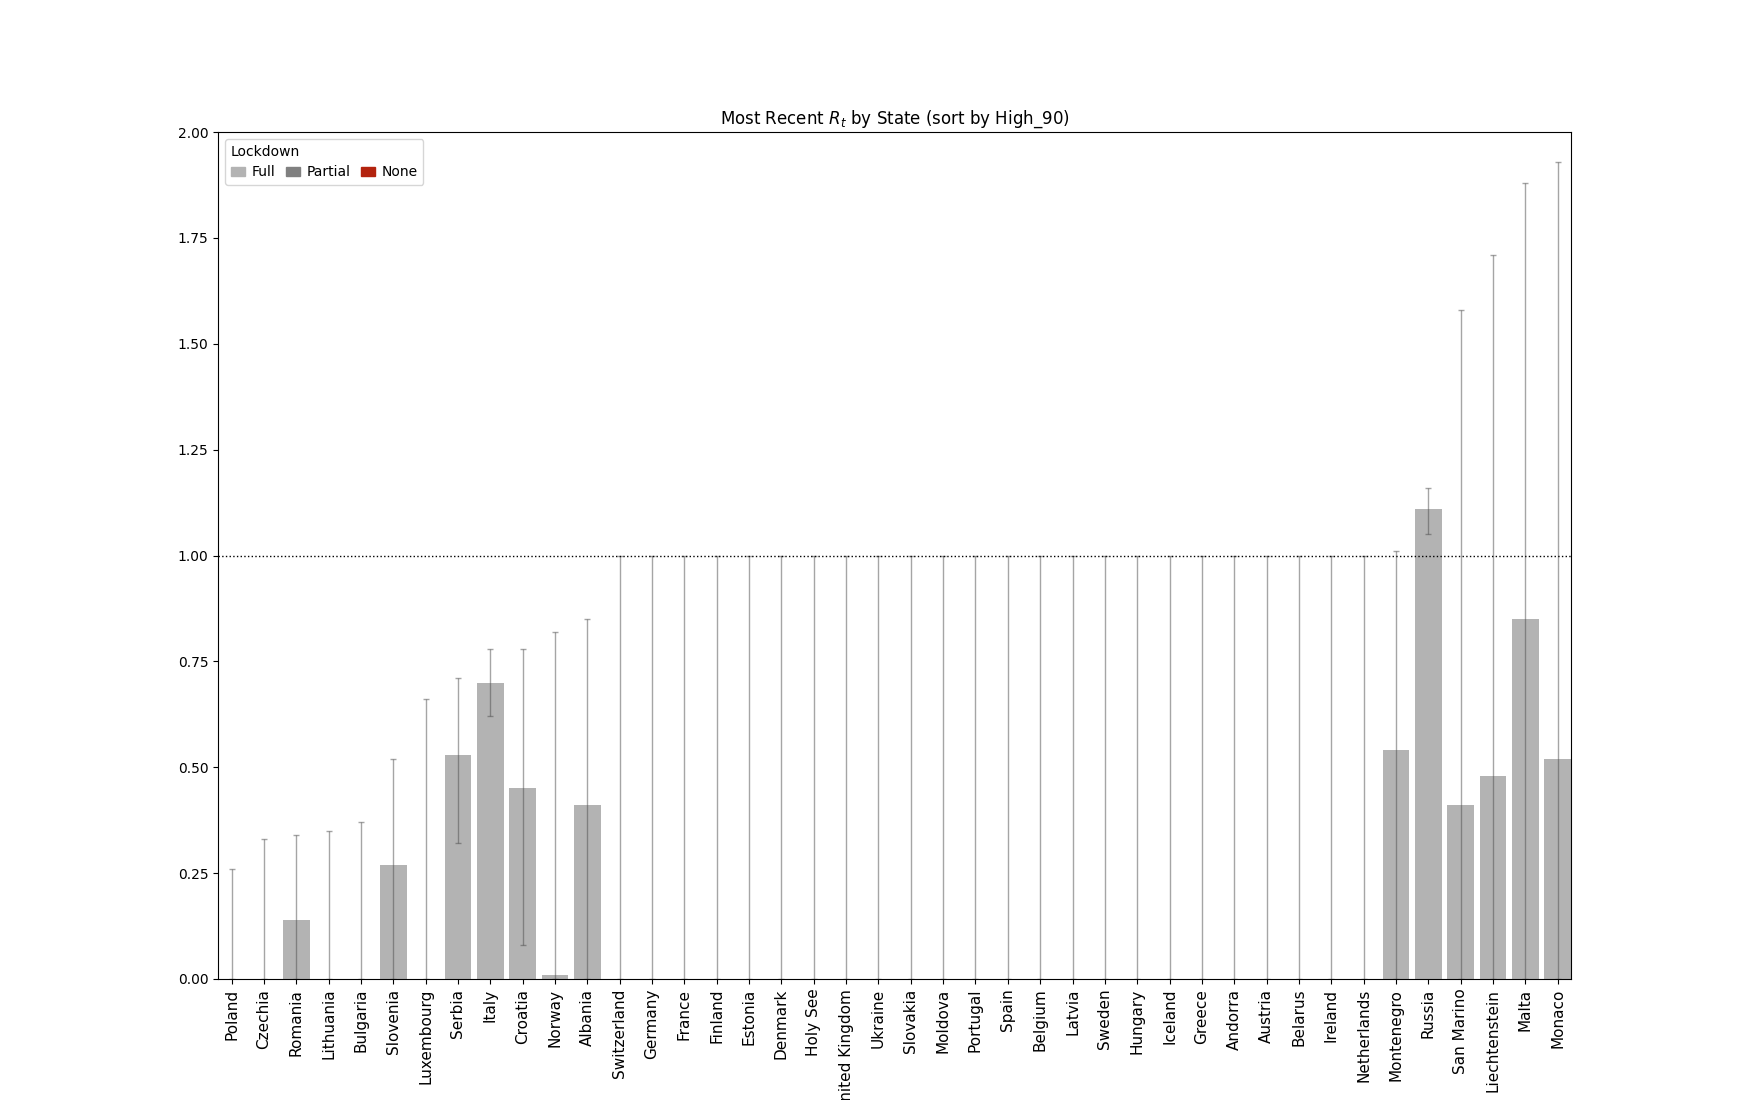 Most Recent R_t by State (sort by High_90)
Lockdown
Full Partial None
2.00
1.75
1.50
1.25
1.00
0.75
0.50
0.25
0.00
Poland
Czechia
Romania
Lithuania
Bulgaria
Slovenia
Luxembourg
Serbia
Italy
Croatia
Norway
Albania
Switzerland
Germany
France
Finland
Estonia
Denmark
Holy See
nited Kingdom
Ukraine
Slovakia
Moldova
Portugal
Spain
Belgium
Latvia
Sweden
Hungary
Iceland
Greece
Andorra
Austria
Belarus
Ireland
Netherlands
Montenegro
Russia
San Marino
Liechtenstein
Malta
Monaco